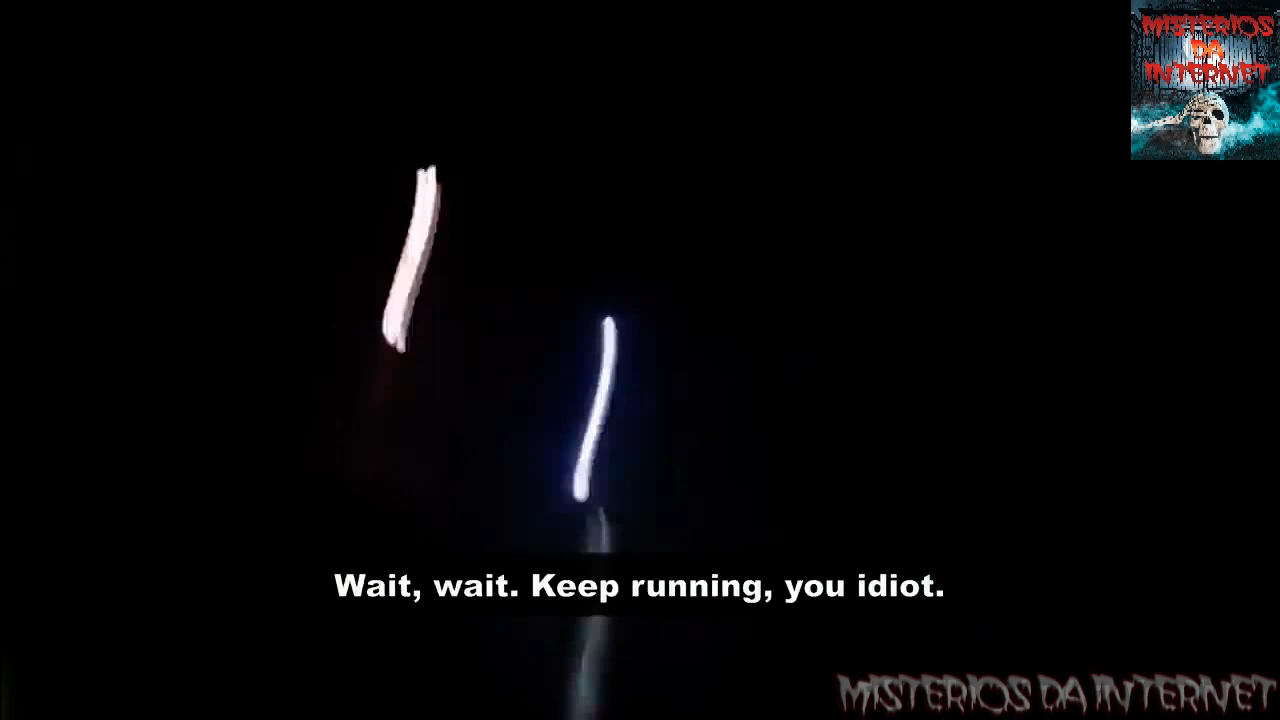 MISTERIOS
DA
INTERNET
Wait, wait. Keep running, you idiot.
MISTERIOS DA INTERNET